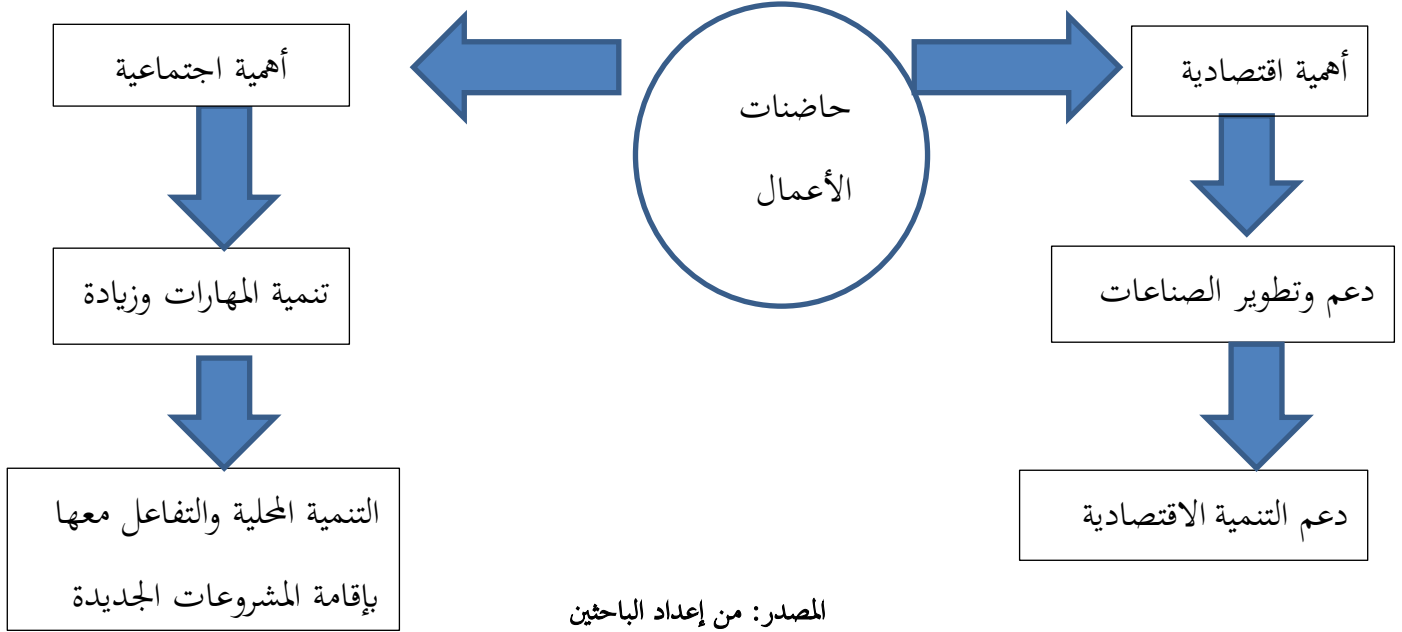 حاضنات
الأعمال
أهمية اقتصادية
دعم وتطوير الصناعات
دعم التنمية الاقتصادية
أهمية اجتماعية
تنمية المهارات وزيادة
التنمية المحلية والتفاعل معها
بإقامة المشروعات الجديدة
المصدر: من إعداد الباحثين